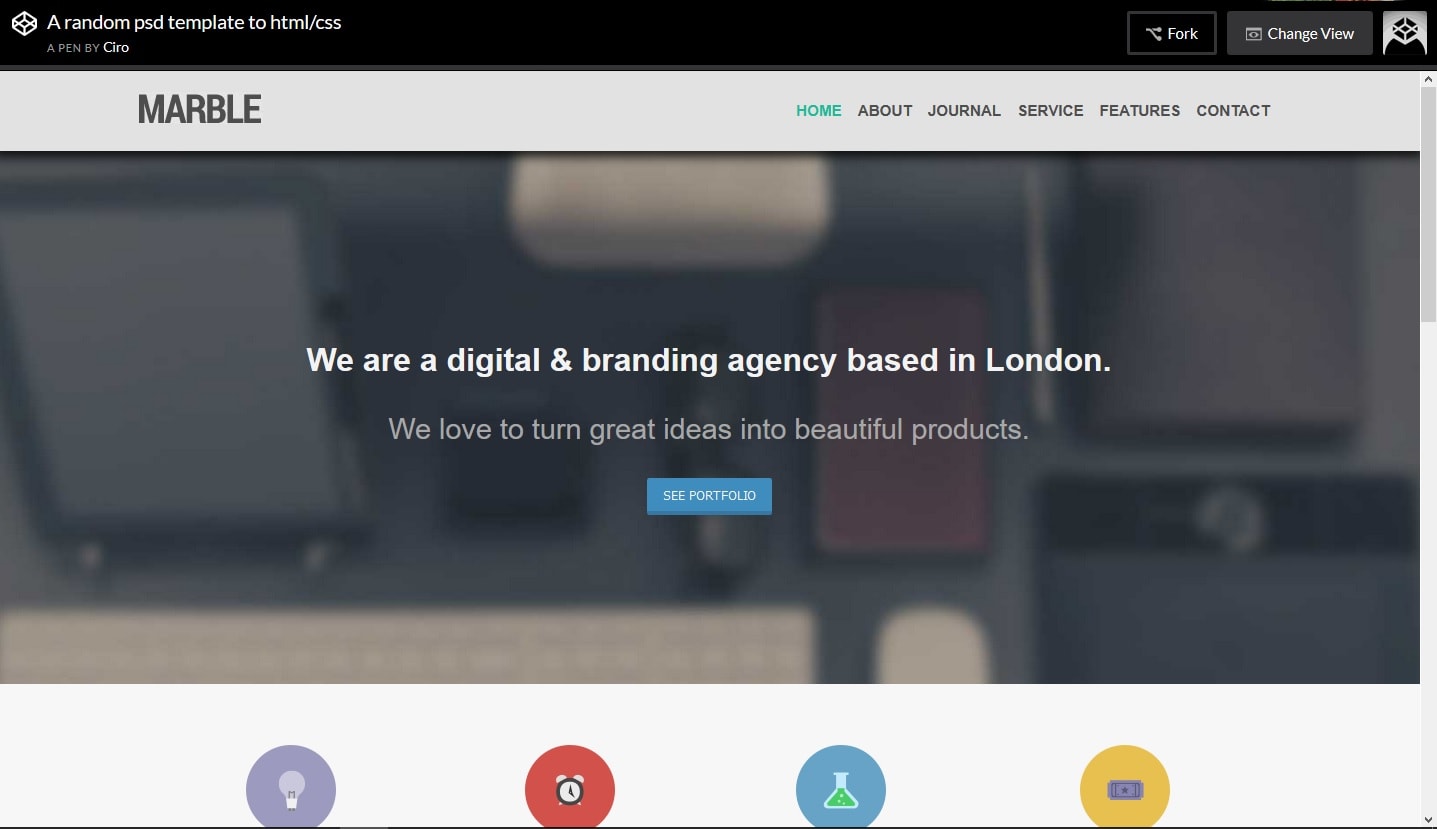 A random psd template to html/css
A PEN BY Ciro
Fork
Change View
MARBLE
HOME ABOUT JOURNAL SERVICE FEATURES CONTACT
We are a digital & branding agency based in London.
We love to turn great ideas into beautiful products.
SEE PORTFOLIO